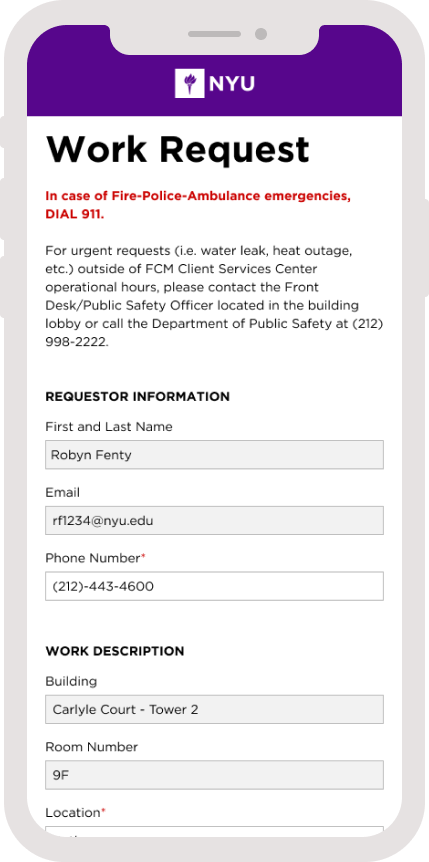 NYU
Work Request
In case of Fire-Police-Ambulance emergencies,
DIAL 911.
For urgent requests (i.e. water leak, heat outage,
etc.) outside of FCM Client Services Center
operational hours, please contact the Front
Desk/Public Safety Officer located in the building
lobby or call the Department of Public Safety at (212)
998-2222.
REQUESTOR INFORMATION
First and Last Name
Robyn Fenty
Email
rf1234@nyu.edu
Phone Number*
(212)-443-4600
WORK DESCRIPTION
Building
Carlyle Court - Tower 2
Room Number
9F
Location*